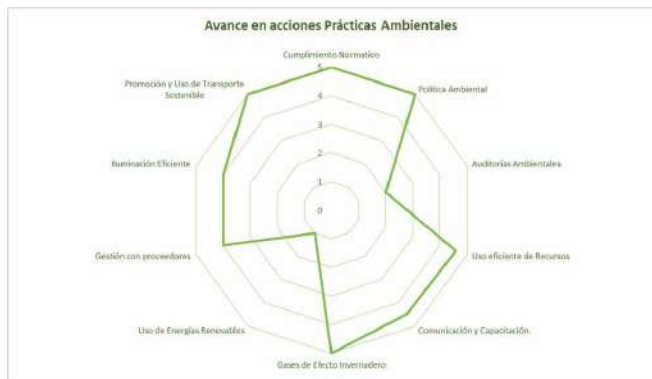 Avance en acciones Prácticas Ambientales
Cumplimiento Normativo
5
Promoción y Uso de Transporte
Sostenible
Política Ambiental
4
3
Iluminación Eficiente
Auditorías Ambientales
2
1
0
Gestión con proveedores
Uso eficiente de Recursos
Uso de Energías Renovables
Comunicación y Capacitación.
Gases de Efecto Invernadero